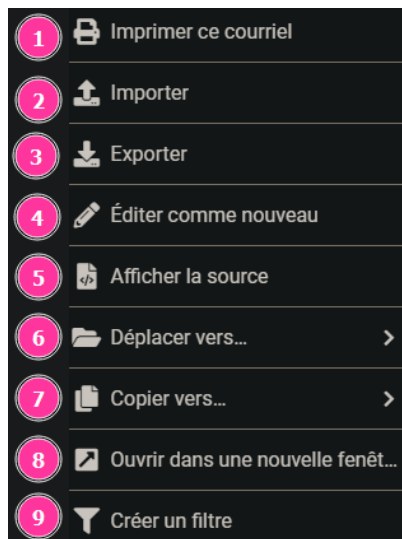 1 Imprimer ce courriel
2 Importer
3 Exporter
4 Éditer comme nouveau
5 Afficher la source
6 Déplacer vers...
7 Copier vers...
8 Ouvrir dans une nouvelle fenêt...
9 Créer un filtre